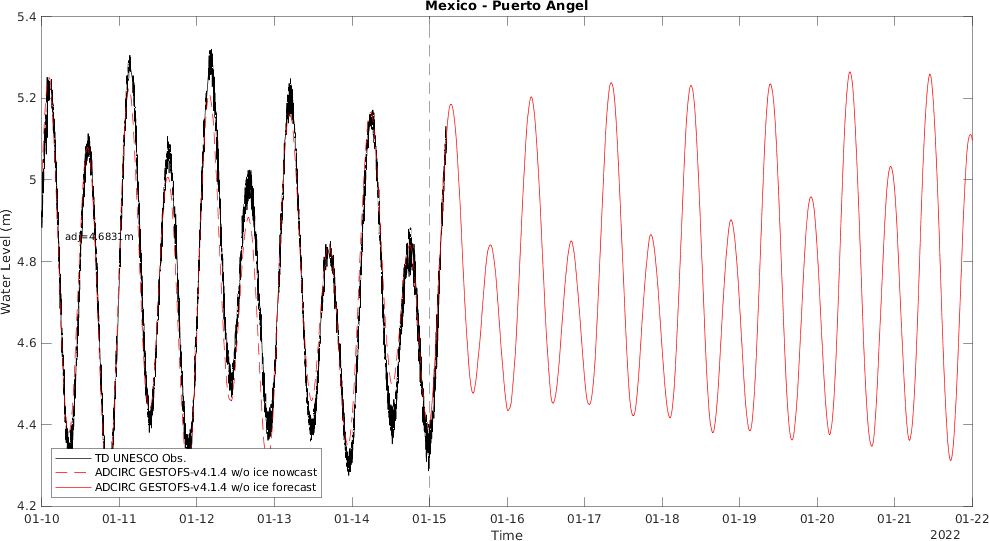 Mexico - Puerto Angel
5.4
5.2
5
4.8
4.6
4.4
4.2
Water Level (m)
adj=4.6831m
TD UNESCO Obs.
ADCIRC GESTOFS-v4.1.4 w/o ice nowcast
ADCIRC GESTOFS-v4.1.4 w/o ice forecast
01-10 01-11 01-12 01-13 01-14 01-15 01-16 01-17 01-18 01-19 01-20 01-21 01-22
Time
2022